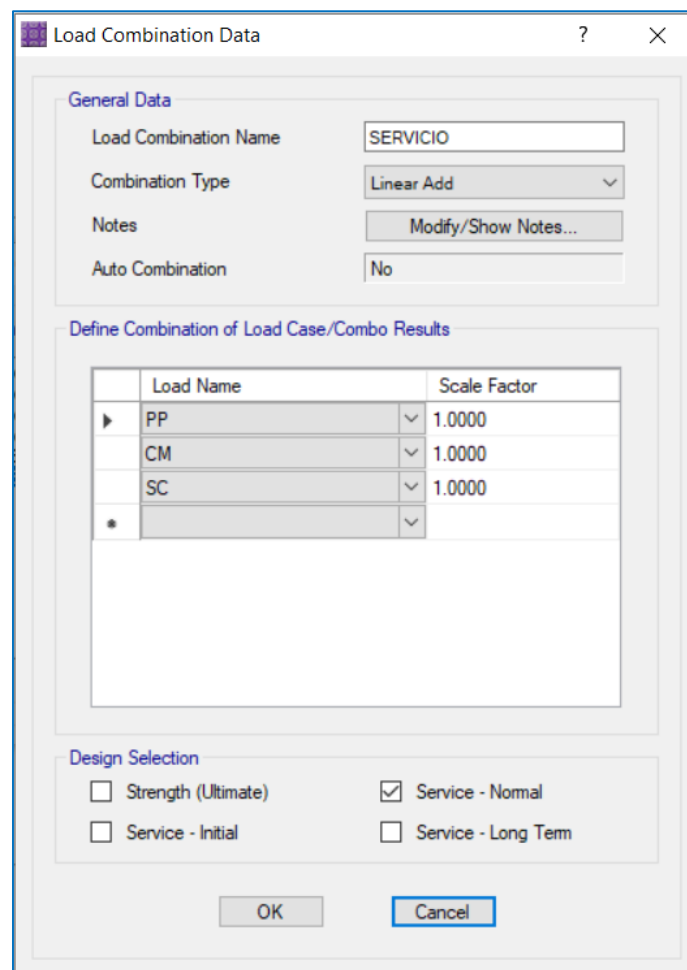 Load Combination Data ?
General Data
Load Combination Name SERVICIO
Combination Type Linear Add
Notes Modify/Show Notes...
Auto Combination No
Define Combination of Load Case/Combo Results
Load Name Scale Factor
PP 1.0000
CM 1.0000
SC 1.0000
Design Selection
Strength (Ultimate) Service - Normal
Service - Initial Service - Long Term
OK Cancel